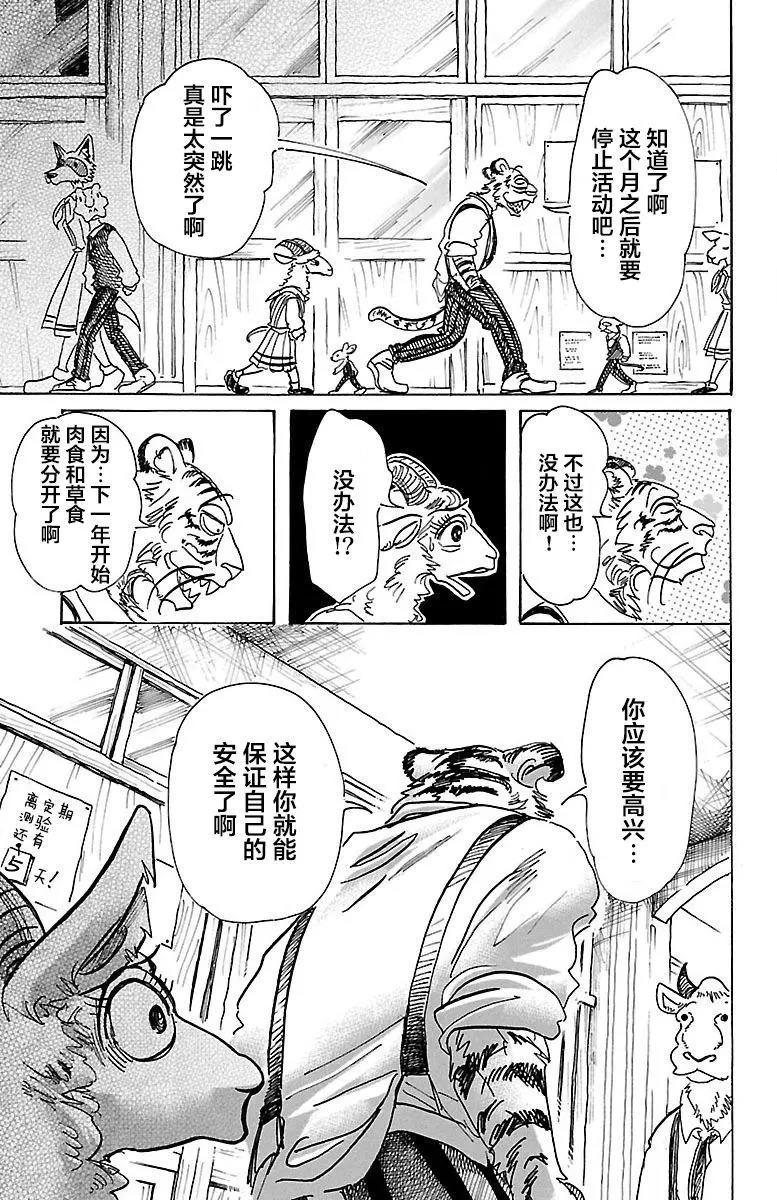 知道了啊
这个月之后就要
停止活动吧…
吓了一跳
真是太突然了啊
不过这也…
没办法啊！
没办法!?
因为…下一年开始
肉食和草食
就要分开了啊
你应该要高兴…
这样你就能
保证自己的
安全了啊
离定期
测验有
还
5天！